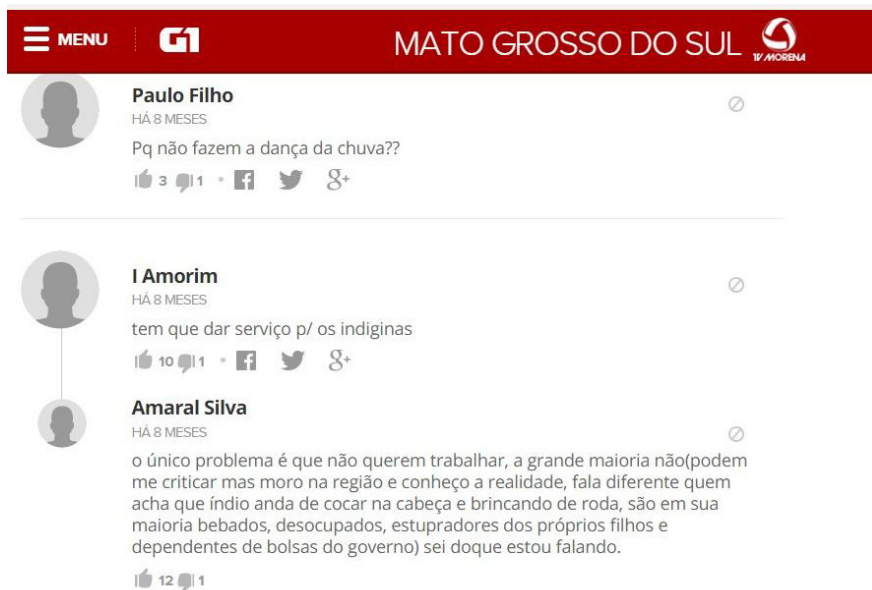 MENU
G1
MATO GROSSO DO SUL
TV MORENA
Paulo Filho
HÁ 8 MESES
Pq não fazem a dança da chuva??
3 1
8+
I Amorim
HÁ 8 MESES
tem que dar serviço p/ os indiginas
10 1
8+
Amaral Silva
HÁ 8 MESES
o único problema é que não querem trabalhar, a grande maioria não(podem
me criticar mas moro na região e conheço a realidade, fala diferente quem
acha que índio anda de cocar na cabeça e brincando de roda, são em sua
maioria bebados, desocupados, estupradores dos próprios filhos e
dependentes de bolsas do governo) sei doque estou falando.
12 1